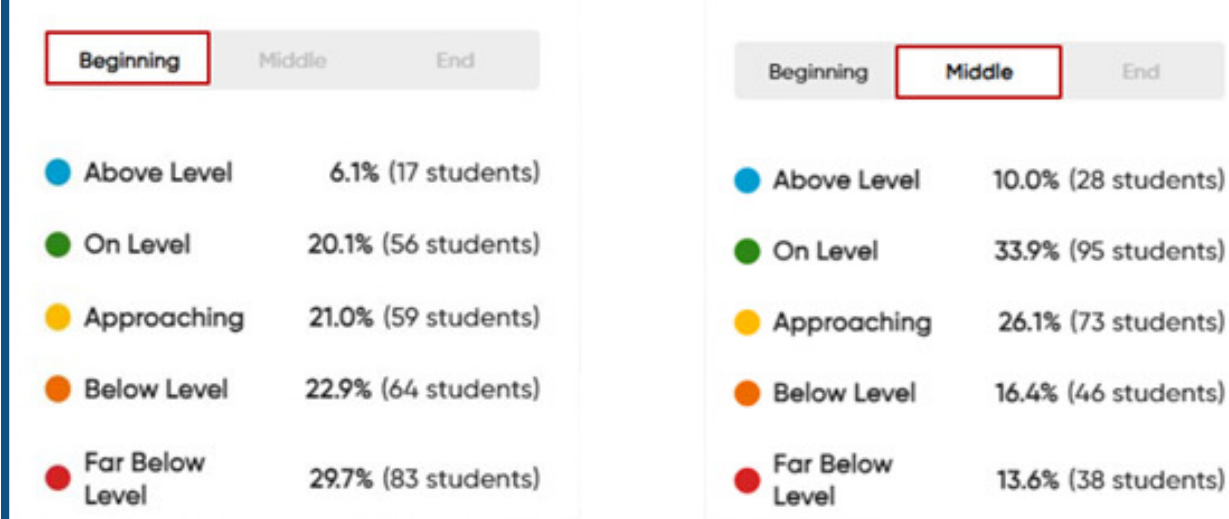 Beginning Middle End
Above Level 6.1% (17 students)
On Level 20.1% (56 students)
Approaching 21.0% (59 students)
Below Level 22.9% (64 students)
Far Below
Level 29.7% (83 students)
Beginning Middle End
Above Level 10.0% (28 students)
On Level 33.9% (95 students)
Approaching 26.1% (73 students)
Below Level 16.4% (46 students)
Far Below
Level 13.6% (38 students)